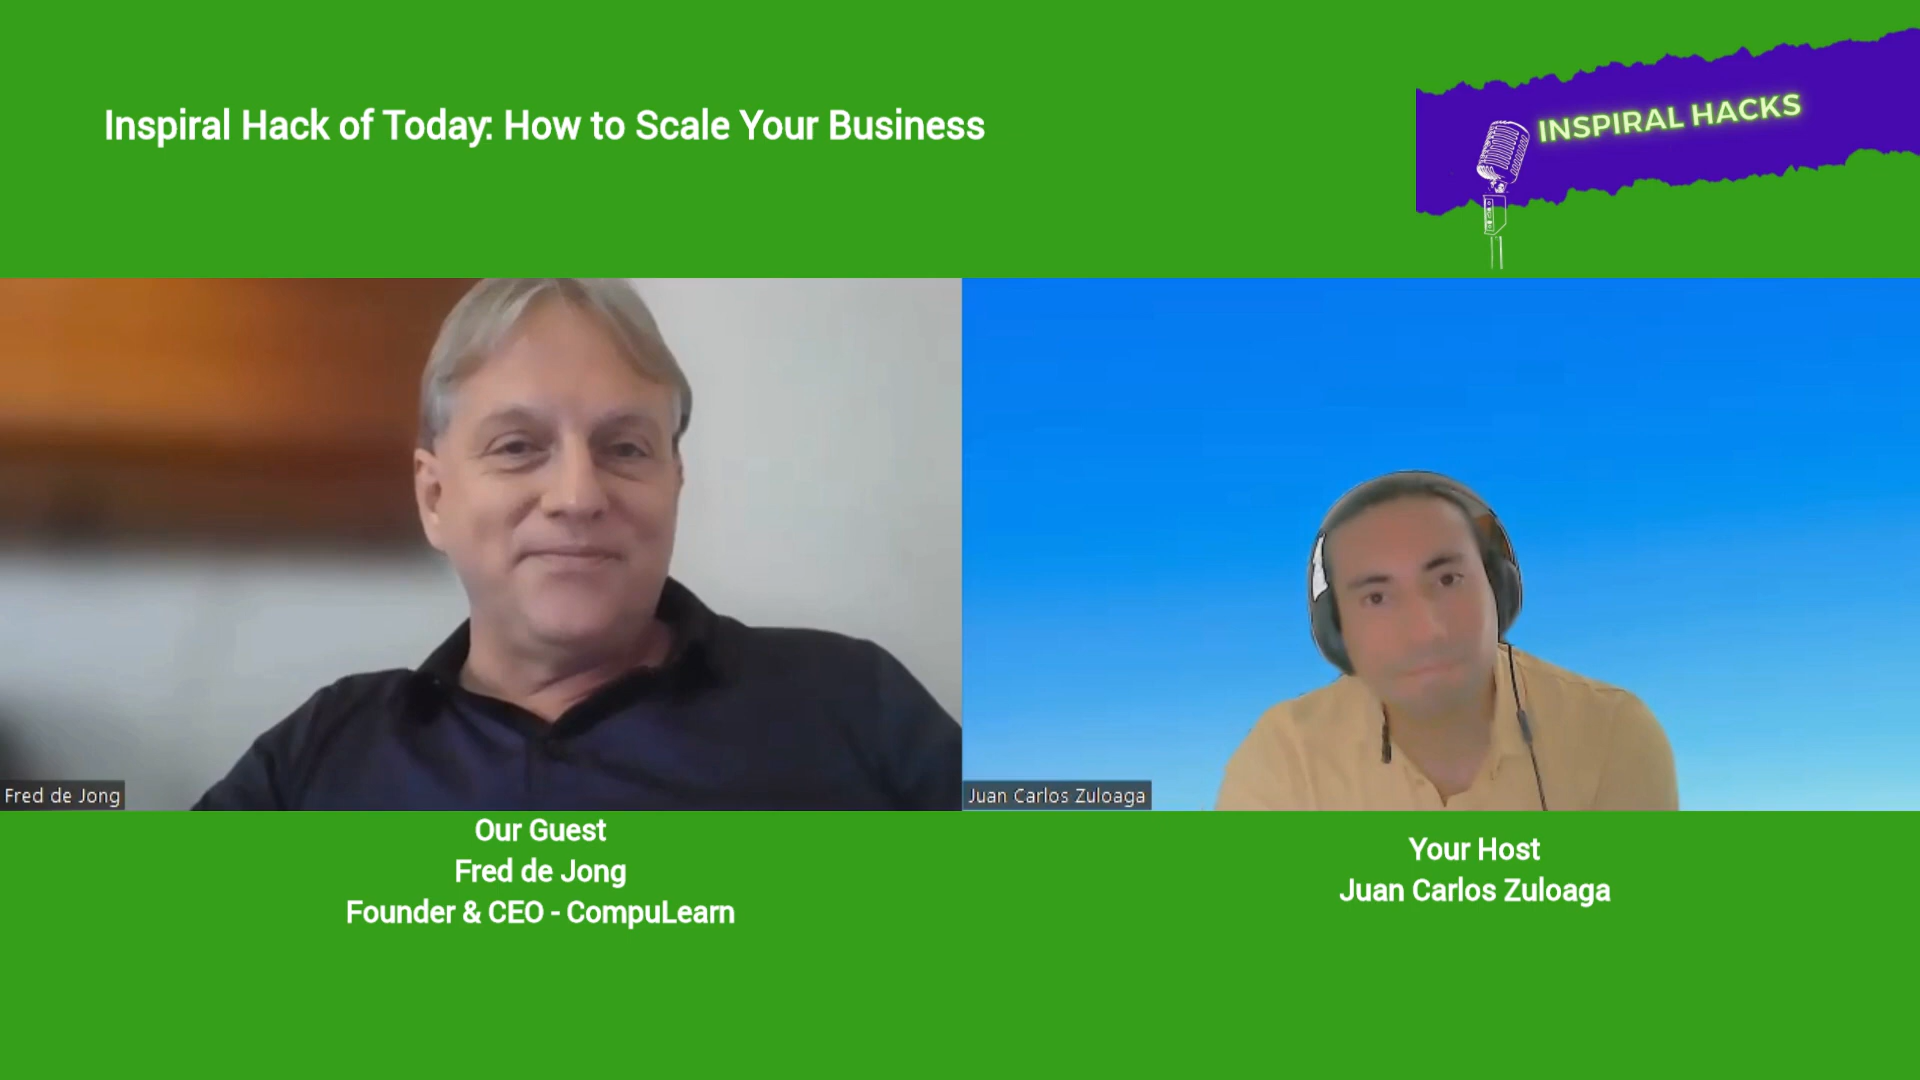 Inspiral Hack of Today: How to Scale Your Business
INSPIRAL HACKS
Fred de Jong
Juan Carlos Zuloaga
Our Guest
Fred de Jong
Founder & CEO - CompuLearn
Your Host
Juan Carlos Zuloaga